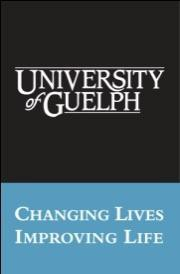 UNIVERSITY
of GUELPH
CHANGING LIVES
IMPROVING LIFE